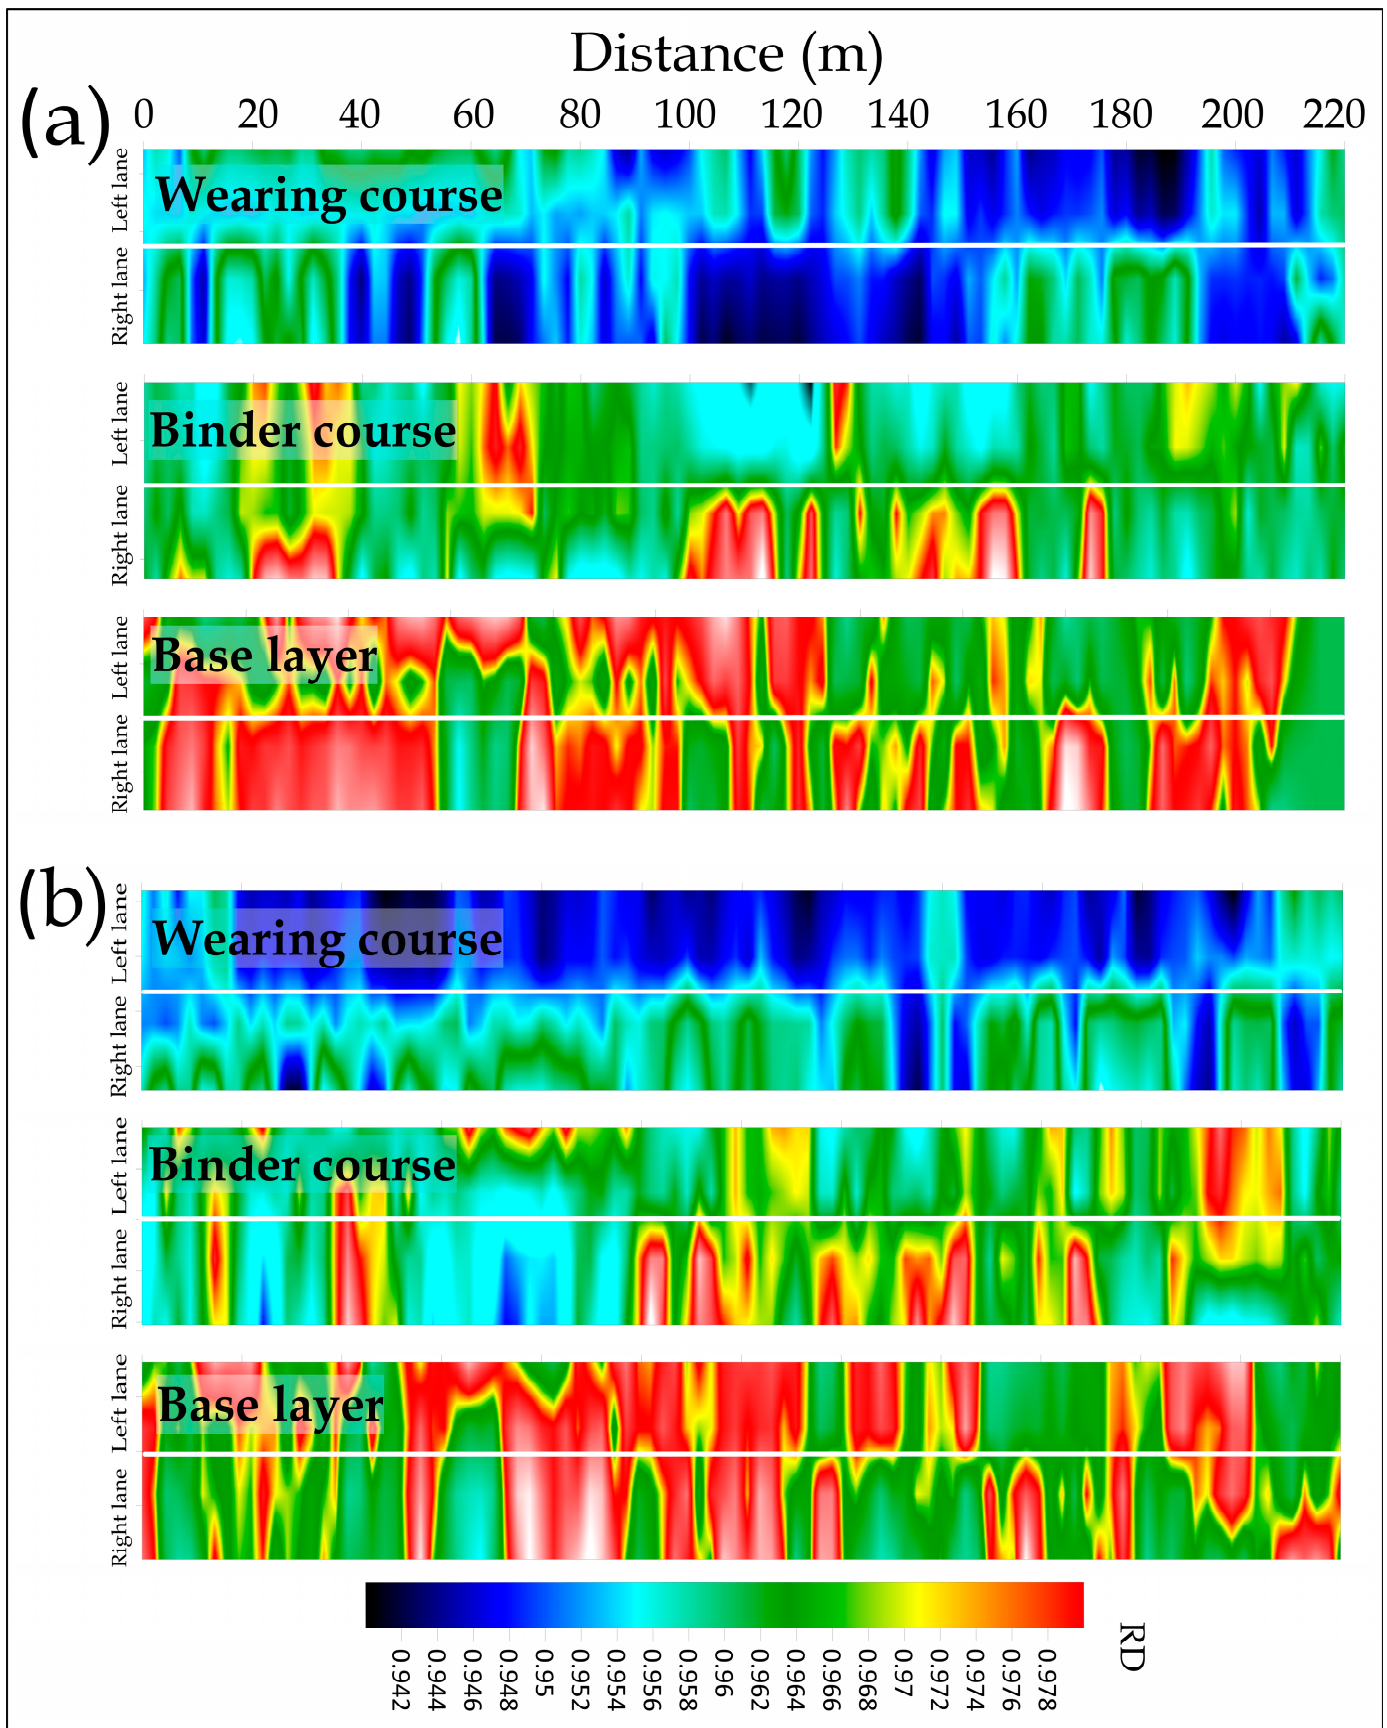 Distance (m)
(a)
0 20 40 60 80 100 120 140 160 180 200 220
Left lane
Wearing course
Right lane
Left lane
Binder course
Right lane
Left lane
Base layer
Right lane
(b)
Left lane
Wearing course
Right lane
Left lane
Binder course
Right lane
Left lane
Base layer
Right lane
RD
0.942 0.944 0.946 0.948 0.95 0.952 0.954 0.956 0.958 0.96 0.962 0.964 0.966 0.968 0.97 0.972 0.974 0.976 0.978